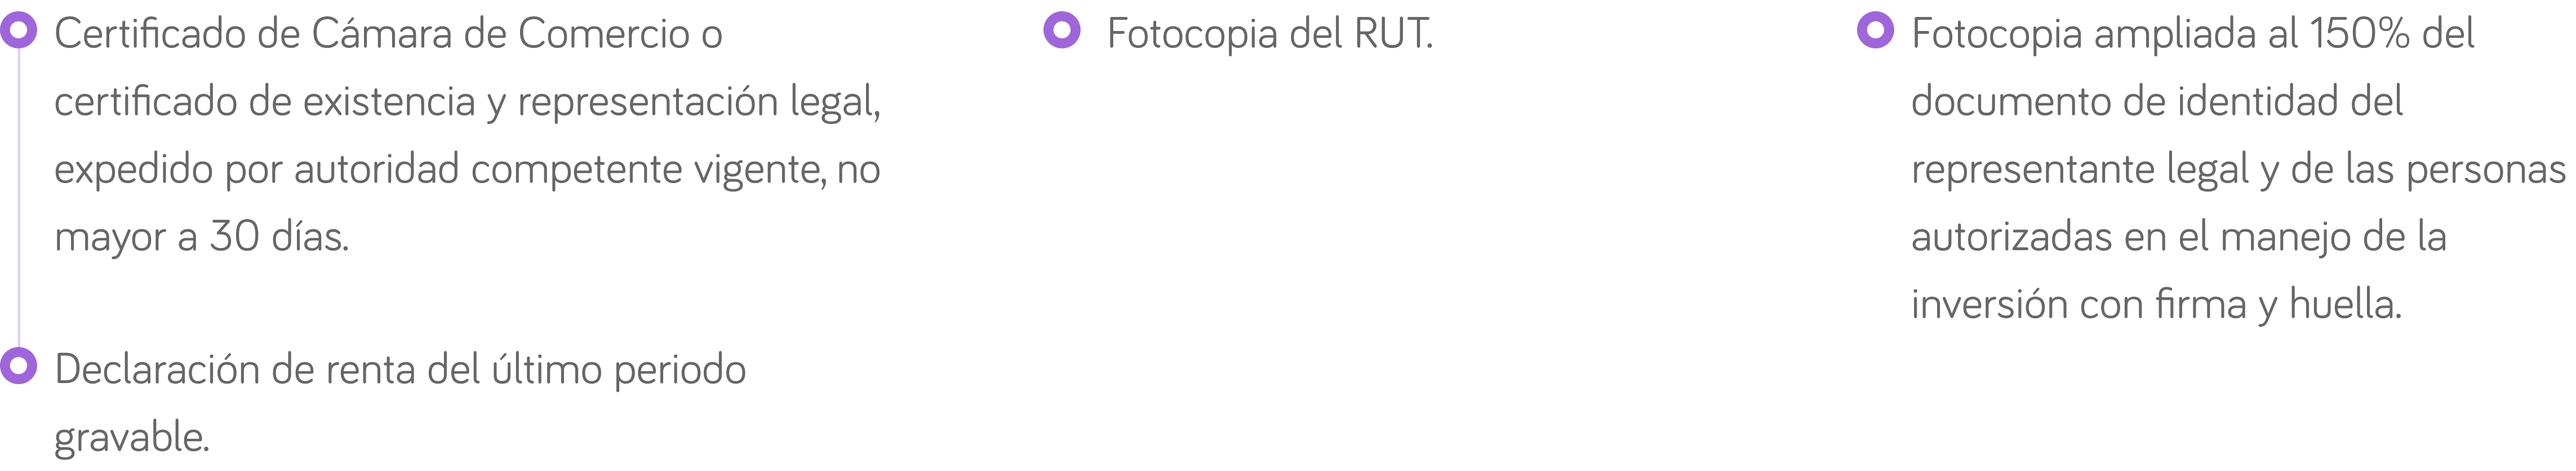 Certificado de Cámara de Comercio o
certificado de existencia y representación legal,
expedido por autoridad competente vigente, no
mayor a 30 días.
Declaración de renta del último periodo
gravable.
Fotocopia del RUT.
Fotocopia ampliada al 150% del
documento de identidad del
representante legal y de las personas
autorizadas en el manejo de la
inversión con firma y huella.